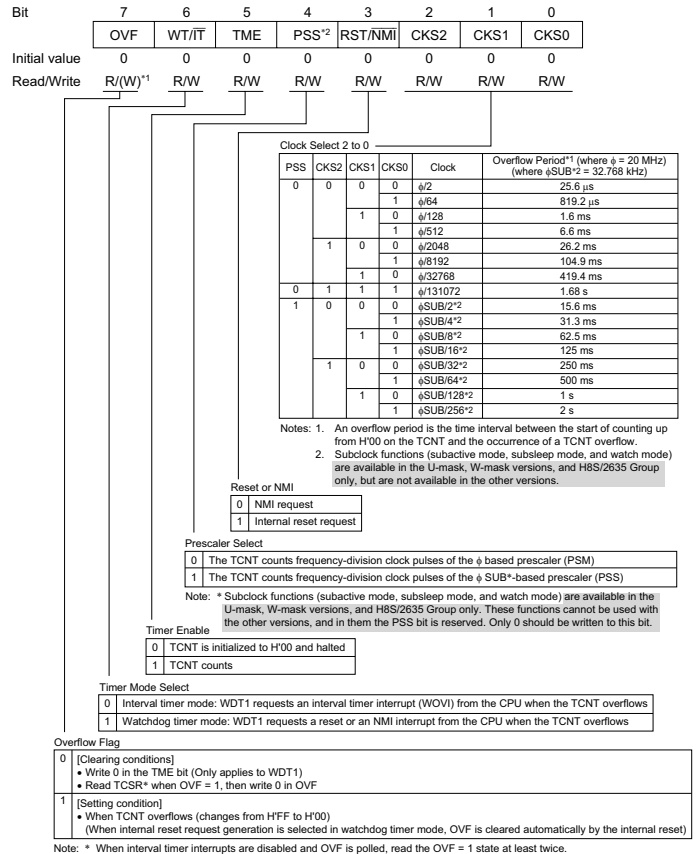 Bit 7 6 5 4 3 2 1 0
OVF WT/IT TME PSS*2 RST/NMI CKS2 CKS1 CKS0
Initial value 0 0 0 0 0 0 0 0
Read/Write R/(W)*1 R/W R/W R/W R/W R/W R/W R/W
Clock Select 2 to 0
PSS CKS2 CKS1 CKS0 Clock Overflow Period*1 (where ϕ = 20 MHz)
(where ϕSUB*2 = 32.768 kHz)
0 0 0 0 ϕ/2 25.6 µs
1 ϕ/64 819.2 µs
1 0 ϕ/128 1.6 ms
1 ϕ/512 6.6 ms
1 0 0 ϕ/2048 26.2 ms
1 ϕ/8192 104.9 ms
1 0 ϕ/32768 419.4 ms
0 1 1 1 ϕ/131072 1.68 s
1 0 0 0 ϕSUB/2*2 15.6 ms
1 ϕSUB/4*2 31.3 ms
1 0 ϕSUB/8*2 62.5 ms
1 ϕSUB/16*2 125 ms
1 0 0 ϕSUB/32*2 250 ms
1 ϕSUB/64*2 500 ms
1 0 ϕSUB/128*2 1 s
1 ϕSUB/256*2 2 s
Notes: 1. An overflow period is the time interval between the start of counting up
from H'00 on the TCNT and the occurrence of a TCNT overflow.
2. Subclock functions (subactive mode, subsleep mode, and watch mode)
are available in the U-mask, W-mask versions, and H8S/2635 Group
only, but are not available in the other versions.
Reset or NMI
0 NMI request
1 Internal reset request
Prescaler Select
0 The TCNT counts frequency-division clock pulses of the ϕ based prescaler (PSM)
1 The TCNT counts frequency-division clock pulses of the ϕ SUB*-based prescaler (PSS)
Note: * Subclock functions (subactive mode, subsleep mode, and watch mode) are available in the
U-mask, W-mask versions, and H8S/2635 Group only. These functions cannot be used with
the other versions, and in them the PSS bit is reserved. Only 0 should be written to this bit.
Timer Enable
0 TCNT is initialized to H'00 and halted
1 TCNT counts
Timer Mode Select
0 Interval timer mode: WDT1 requests an interval timer interrupt (WOVI) from the CPU when the TCNT overflows
1 Watchdog timer mode: WDT1 requests a reset or an NMI interrupt from the CPU when the TCNT overflows
Overflow Flag
0 [Clearing conditions]
• Write 0 in the TME bit (Only applies to WDT1)
• Read TCSR* when OVF = 1, then write 0 in OVF
1 [Setting condition]
• When TCNT overflows (changes from H'FF to H'00)
(When internal reset request generation is selected in watchdog timer mode, OVF is cleared automatically by the internal reset)
Note: * When interval timer interrupts are disabled and OVF is polled, read the OVF = 1 state at least twice.